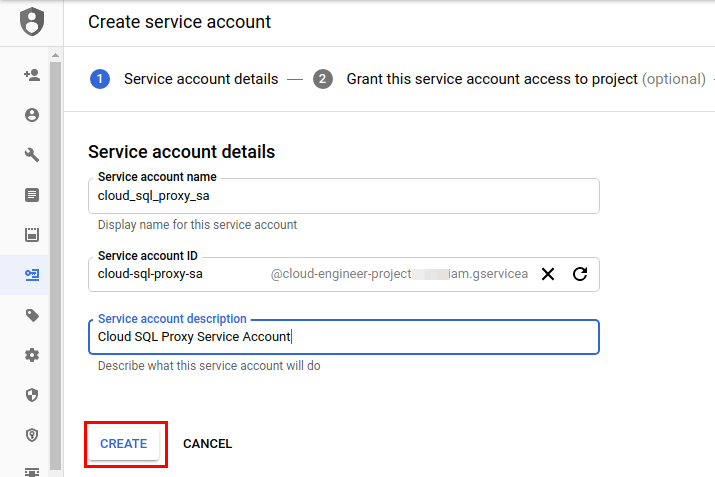 Create service account
1 Service account details — 2 Grant this service account access to project (optional) -
Service account details
Service account name
cloud_sql_proxy_sa
Display name for this service account
Service account ID
cloud-sql-proxy-sa @cloud-engineer-project iam.gservicea
Service account description
Cloud SQL Proxy Service Account
Describe what this service account will do
CREATE CANCEL